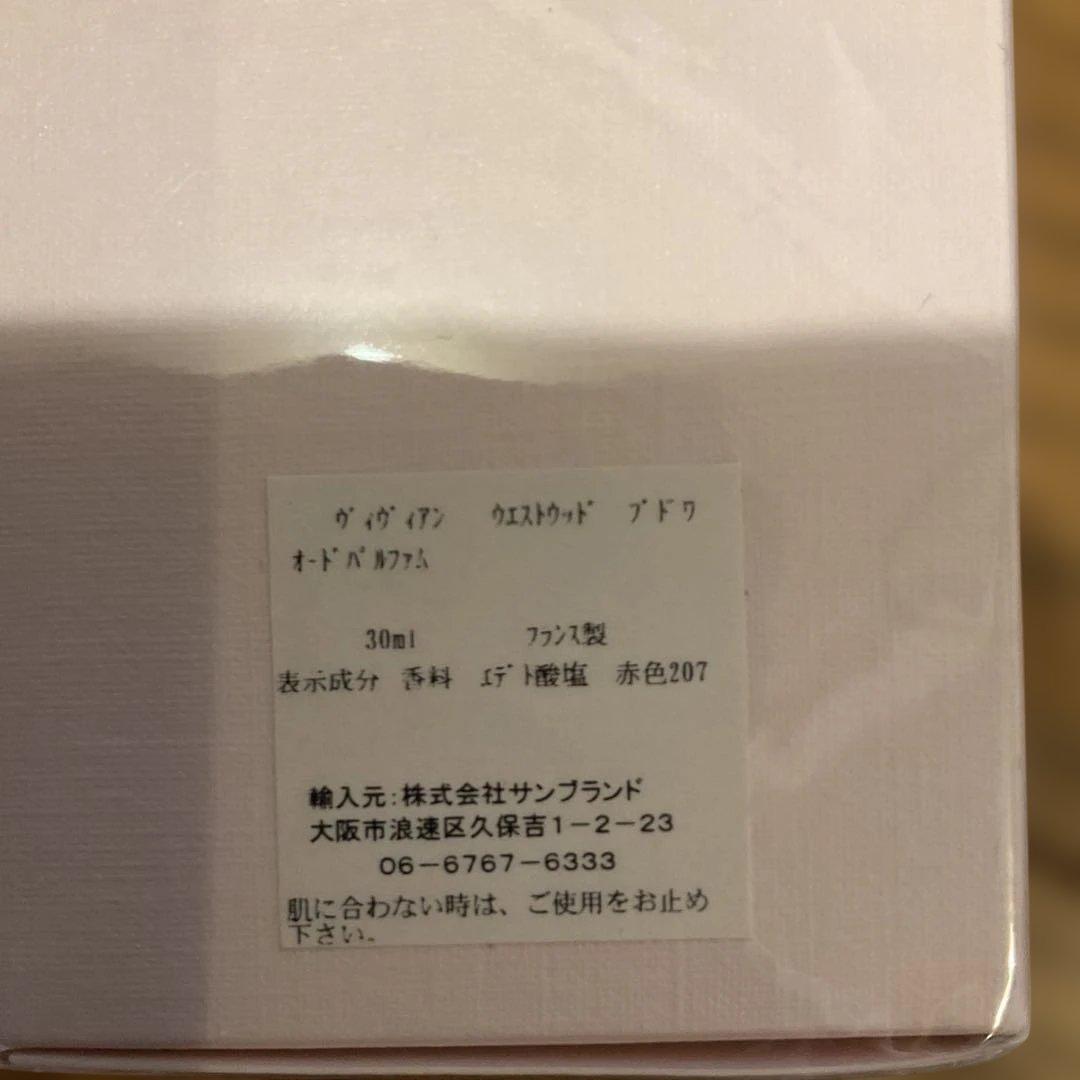 ｳﾞｨｳﾞｨｱﾝ ｳｴｽﾄｳｯﾄﾞ ﾌﾞﾄﾞﾜ
ｵｰﾄﾞﾊﾟﾙﾌｧﾑ
30ml ﾌﾗﾝｽ製
表示成分 香料 ｴﾃﾞﾄ酸塩 赤色207
輸入元：株式会社サンブランド
大阪市浪速区久保吉１－２－２３
０６－６７６７－６３３３
肌に合わない時は、ご使用をお止め
下さい。